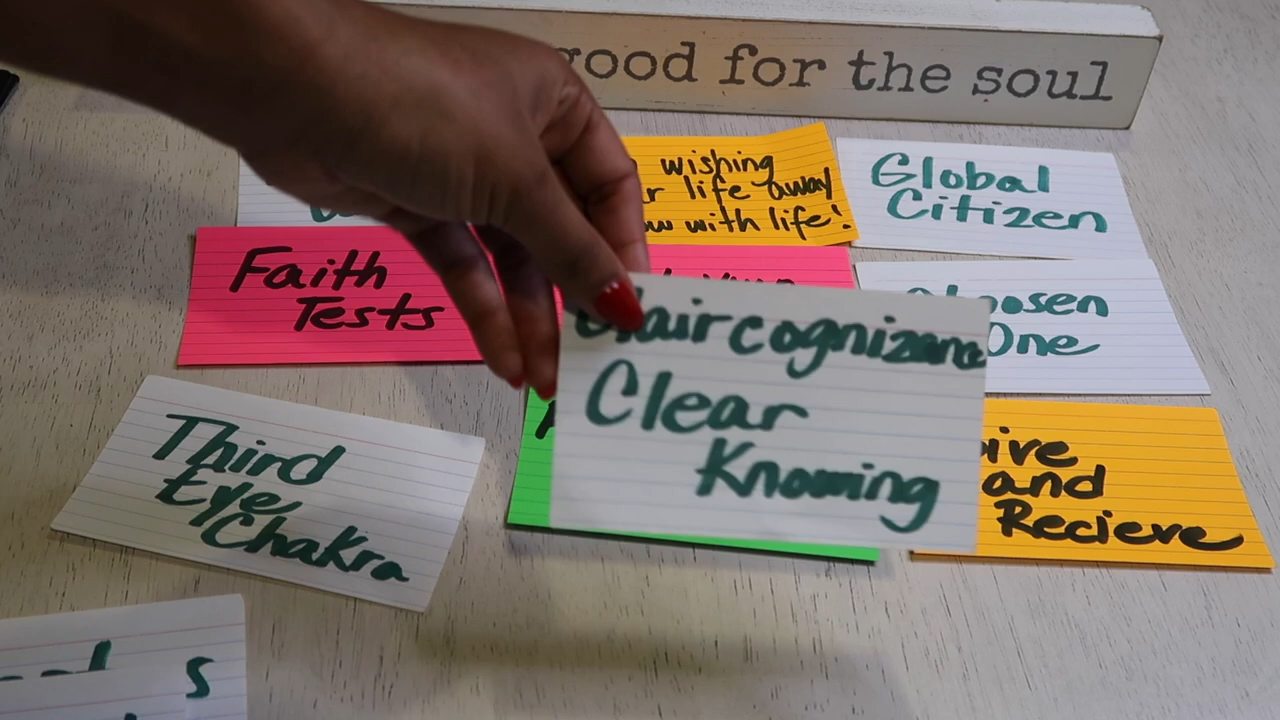 good for the soul
wishing
life away
with life!
Global
Citizen
Faith
Tests
One
Claircognizance
Clear
Knowing
Third
Eye
Chakra
and
Recieve